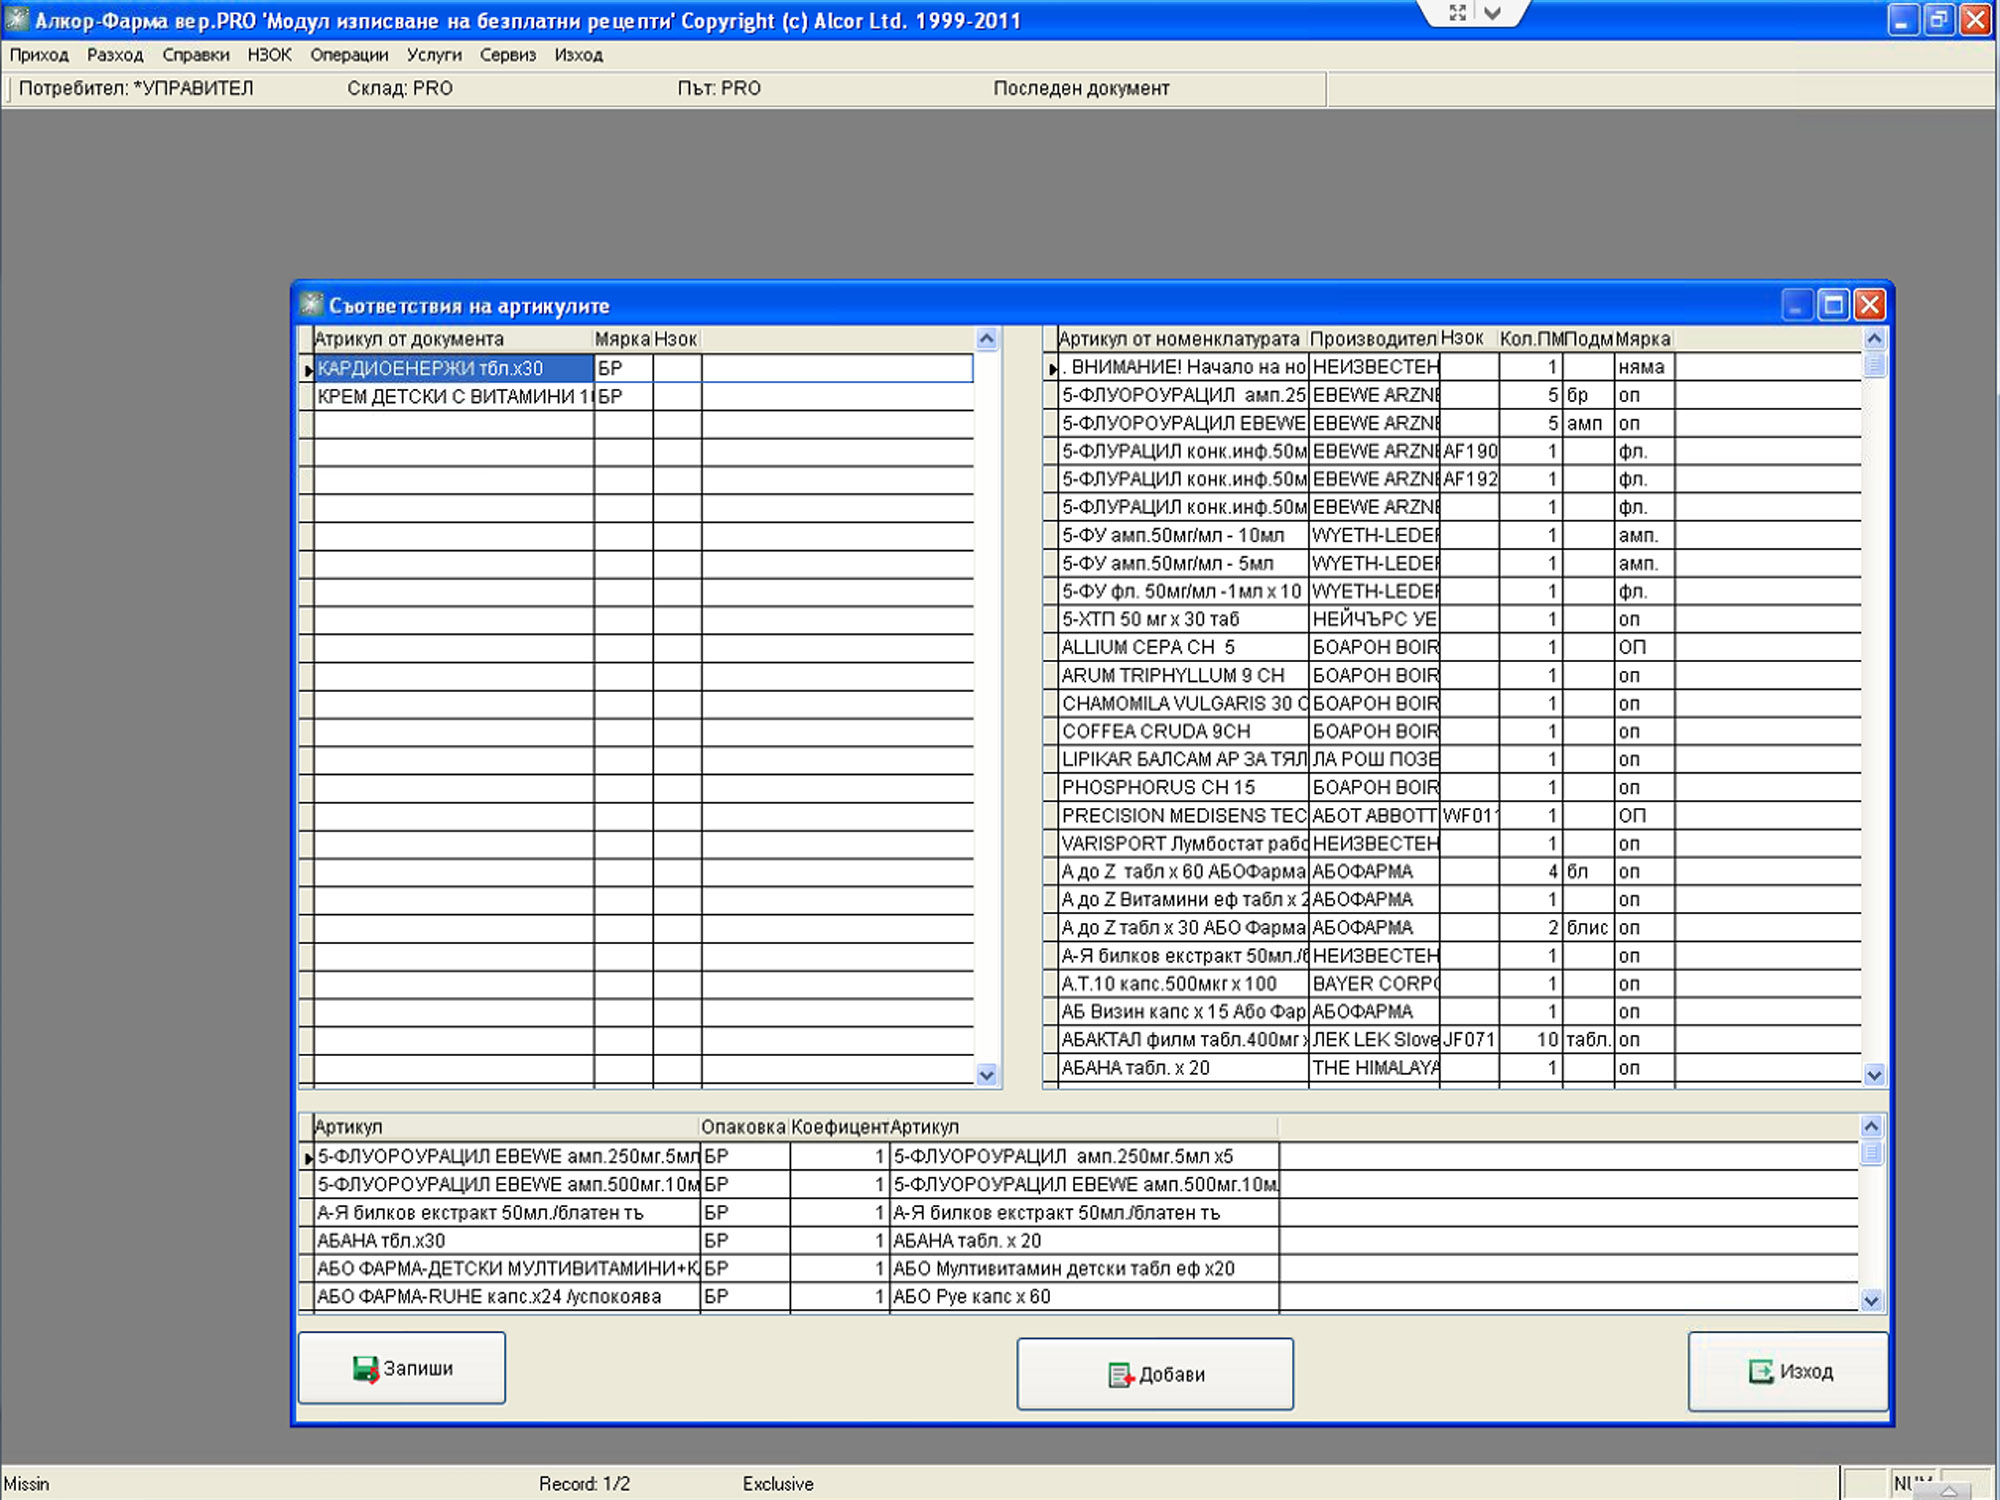 Алкор-Фарма вер.PRO 'Модул изписване на безплатни рецепти' Copyright (c) Alcor Ltd. 1999-2011
Приход Разход Справки НЗОК Операции Услуги Сервиз Изход
Потребител: *УПРАВИТЕЛ Склад: PRO Път: PRO Последен документ
Съответствия на артикулите
Атрикул от документа Мярка Нзок
КАРДИОЕНЕРЖИ тбл.x30 БР
КРЕМ ДЕТСКИ С ВИТАМИНИ 1 БР
Артикул от номенклатурата Производител Нзок Кол.ПМ Подм Мярка
. ВНИМАНИЕ! Начало на но НЕИЗВЕСТЕН 1 няма
5-ФЛУОРОУРАЦИЛ амп.25 EBEWE ARZNE 5 бр оп
5-ФЛУОРОУРАЦИЛ EBEWE EBEWE ARZNE 5 амп оп
5-ФЛУРАЦИЛ конк.инф.50м EBEWE ARZNE AF190 1 фл.
5-ФЛУРАЦИЛ конк.инф.50м EBEWE ARZNE AF192 1 фл.
5-ФЛУРАЦИЛ конк.инф.50м EBEWE ARZNE 1 фл.
5-ФУ амп.50мг/мл - 10мл WYETH-LEDER 1 амп.
5-ФУ амп.50мг/мл - 5мл WYETH-LEDER 1 амп.
5-ФУ фл. 50мг/мл -1мл x 10 WYETH-LEDER 1 фл.
5-ХТП 50 мг x 30 таб НЕЙЧЪРС УЕ 1 оп
ALLIUM CEPA CH 5 БОАРОН BOIR 1 ОП
ARUM TRIPHYLLUM 9 CH БОАРОН BOIR 1 оп
CHAMOMILA VULGARIS 30 C БОАРОН BOIR 1 оп
COFFEA CRUDA 9CH БОАРОН BOIR 1 оп
LIPIKAR БАЛСАМ АР ЗА ТЯЛ ЛА РОШ ПОЗЕ 1 оп
PHOSPHORUS CH 15 БОАРОН BOIR 1 оп
PRECISION MEDISENS TEC АБОТ ABBOTT WF011 1 ОП
VARISPORT Лумбостат рабо НЕИЗВЕСТЕН 1 оп
А до Z табл x 60 АБОФарма АБОФАРМА 4 бл оп
А до Z Витамини еф табл x 2 АБОФАРМА 1 оп
А до Z табл x 30 АБО Фарма АБОФАРМА 2 блис оп
А-Я билков екстракт 50мл./б НЕИЗВЕСТЕН 1 оп
А.Т.10 капс.500мкг x 100 BAYER CORPO 1 оп
АБ Визин капс x 15 Або Фар АБОФАРМА 1 оп
АБАКТАЛ филм табл.400мг x ЛЕК LEK Slove JF071 10 табл. оп
АБАНА табл. x 20 THE HIMALAYA 1 оп
Артикул Опаковка Коефицент Артикул
5-ФЛУОРОУРАЦИЛ EBEWE амп.250мг.5мл БР 1 5-ФЛУОРОУРАЦИЛ амп.250мг.5мл x5
5-ФЛУОРОУРАЦИЛ EBEWE амп.500мг.10м БР 1 5-ФЛУОРОУРАЦИЛ EBEWE амп.500мг.10м
А-Я билков екстракт 50мл./блатен тъ БР 1 А-Я билков екстракт 50мл./блатен тъ
АБАНА тбл.x30 БР 1 АБАНА табл. x 20
АБО ФАРМА-ДЕТСКИ МУЛТИВИТАМИНИ+К БР 1 АБО Мултивитамин детски табл еф x20
АБО ФАРМА-RUHE капс.x24 /успокоява БР 1 АБО Руе капс x 60
Запиши Добави Изход
Missin Record: 1/2 Exclusive NUM